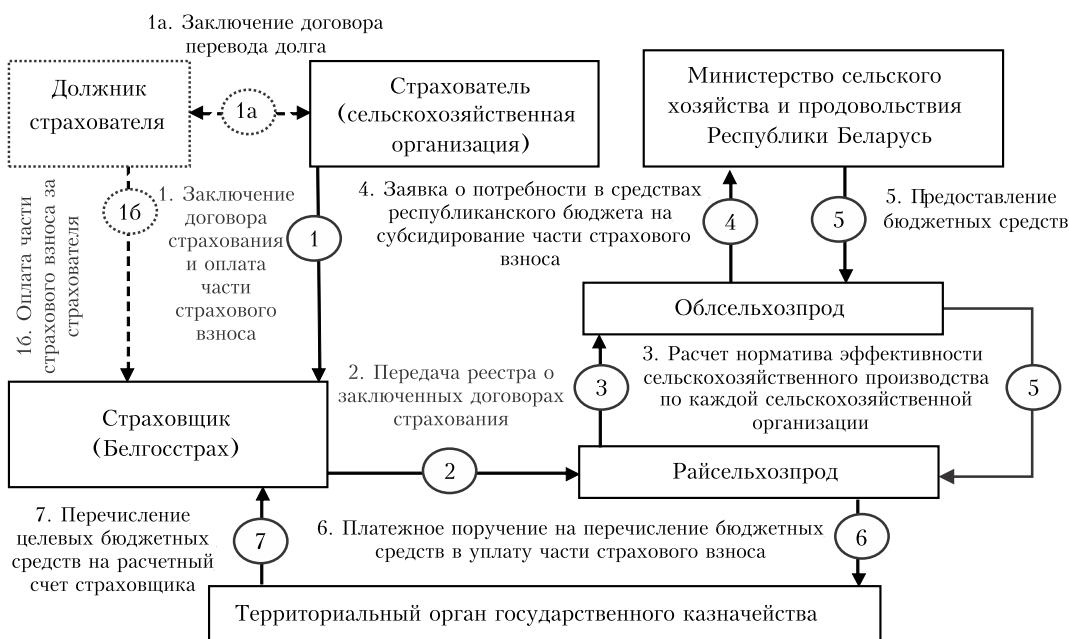 1а. Заключение договора
перевода долга
Должник
страхователя
1а
Страхователь
(сельскохозяйственная
организация)
Министерство сельского
хозяйства и продовольствия
Республики Беларусь
1б. Оплата части
страхового взноса за
страхователя
1б
1. Заключение
договора
страхования
и оплата
части
страхового
взноса
1
4. Заявка о потребности в средствах
республиканского бюджета на
субсидирование части страхового
взноса
4
5
5. Предоставление
бюджетных средств
Облсельхозпрод
3
3. Расчет норматива эффективности
сельскохозяйственного производства
по каждой сельскохозяйственной
организации
5
2. Передача реестра о
заключенных договорах
страхования
Страховщик
(Белгосстрах)
2
Райсельхозпрод
7. Перечисление
целевых бюджетных
средств на расчетный
счет страховщика
7
6. Платежное поручение на перечисление бюджетных
средств в уплату части страхового взноса
6
Территориальный орган государственного казначейства